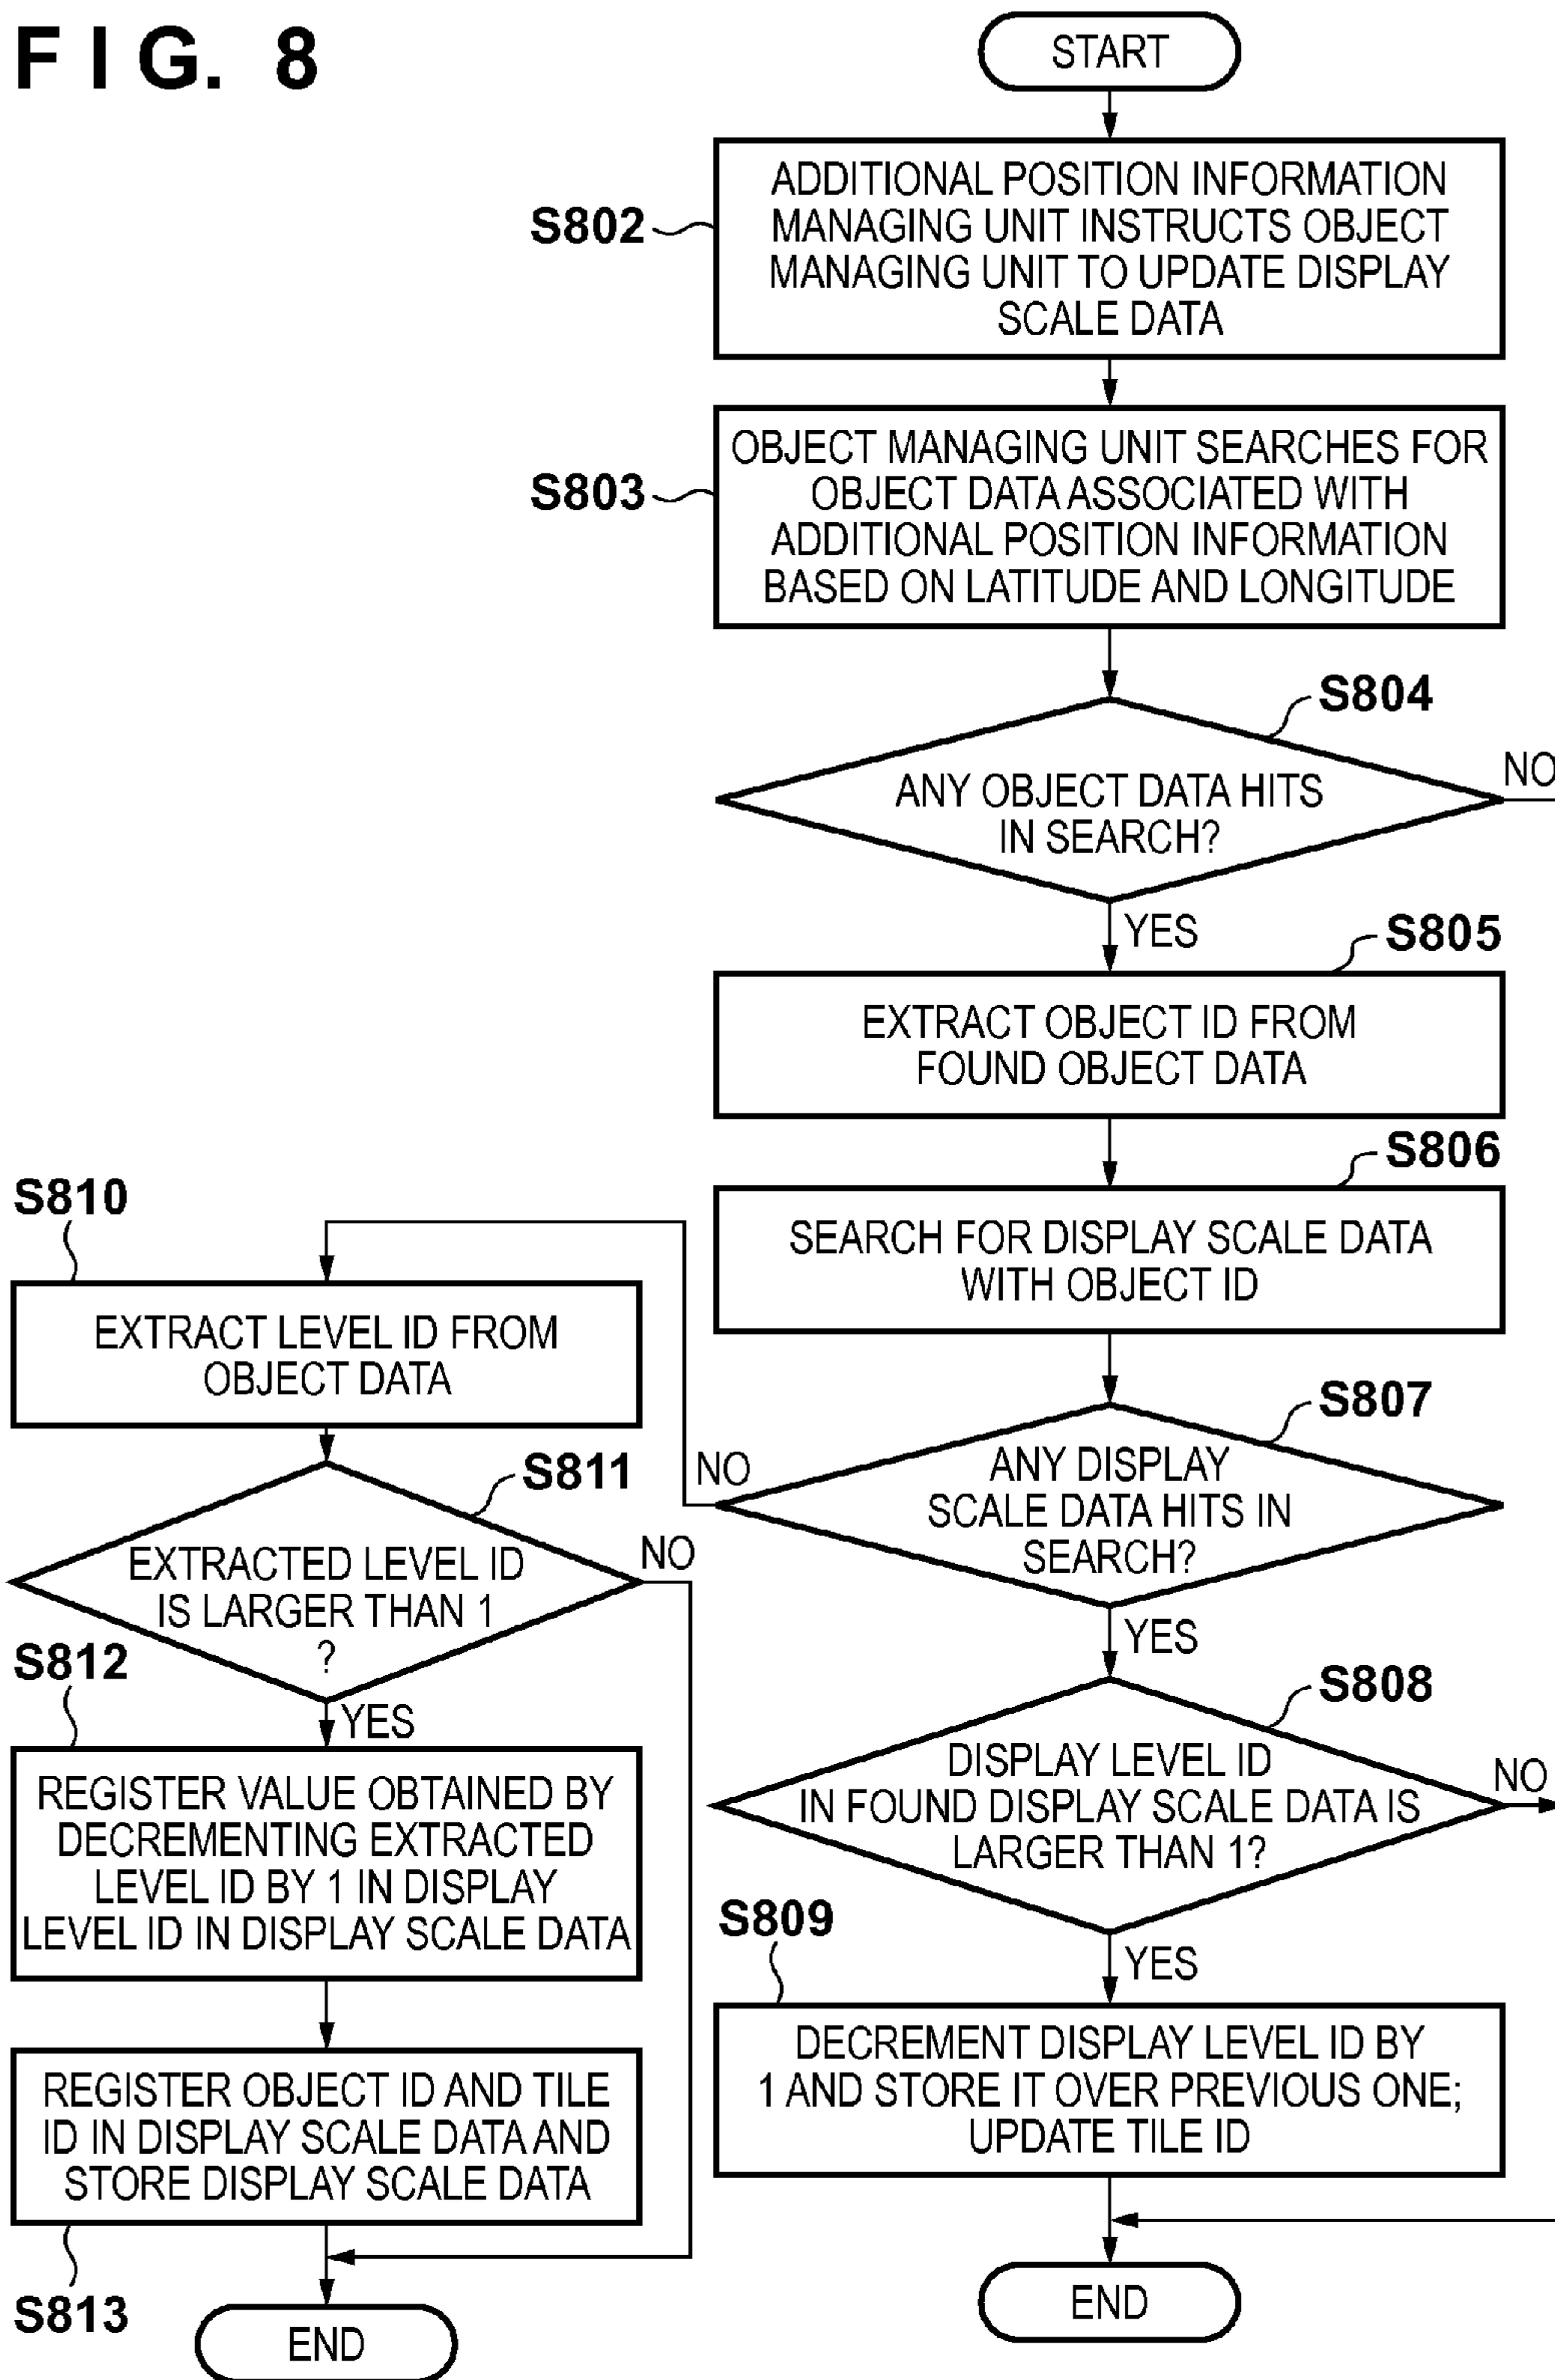 FIG. 8
START
S802
ADDITIONAL POSITION INFORMATION
MANAGING UNIT INSTRUCTS OBJECT
MANAGING UNIT TO UPDATE DISPLAY
SCALE DATA
S803
OBJECT MANAGING UNIT SEARCHES FOR
OBJECT DATA ASSOCIATED WITH
ADDITIONAL POSITION INFORMATION
BASED ON LATITUDE AND LONGITUDE
S804
ANY OBJECT DATA HITS
IN SEARCH?
NO
YES
S805
EXTRACT OBJECT ID FROM
FOUND OBJECT DATA
S806
SEARCH FOR DISPLAY SCALE DATA
WITH OBJECT ID
S807
ANY DISPLAY
SCALE DATA HITS IN
SEARCH?
NO
YES
S808
DISPLAY LEVEL ID
IN FOUND DISPLAY SCALE DATA IS
LARGER THAN 1?
NO
YES
S809
DECREMENT DISPLAY LEVEL ID BY
1 AND STORE IT OVER PREVIOUS ONE;
UPDATE TILE ID
END
S810
EXTRACT LEVEL ID FROM
OBJECT DATA
S811
EXTRACTED LEVEL ID
IS LARGER THAN 1
?
NO
YES
S812
REGISTER VALUE OBTAINED BY
DECREMENTING EXTRACTED
LEVEL ID BY 1 IN DISPLAY
LEVEL ID IN DISPLAY SCALE DATA
S813
REGISTER OBJECT ID AND TILE
ID IN DISPLAY SCALE DATA AND
STORE DISPLAY SCALE DATA
END